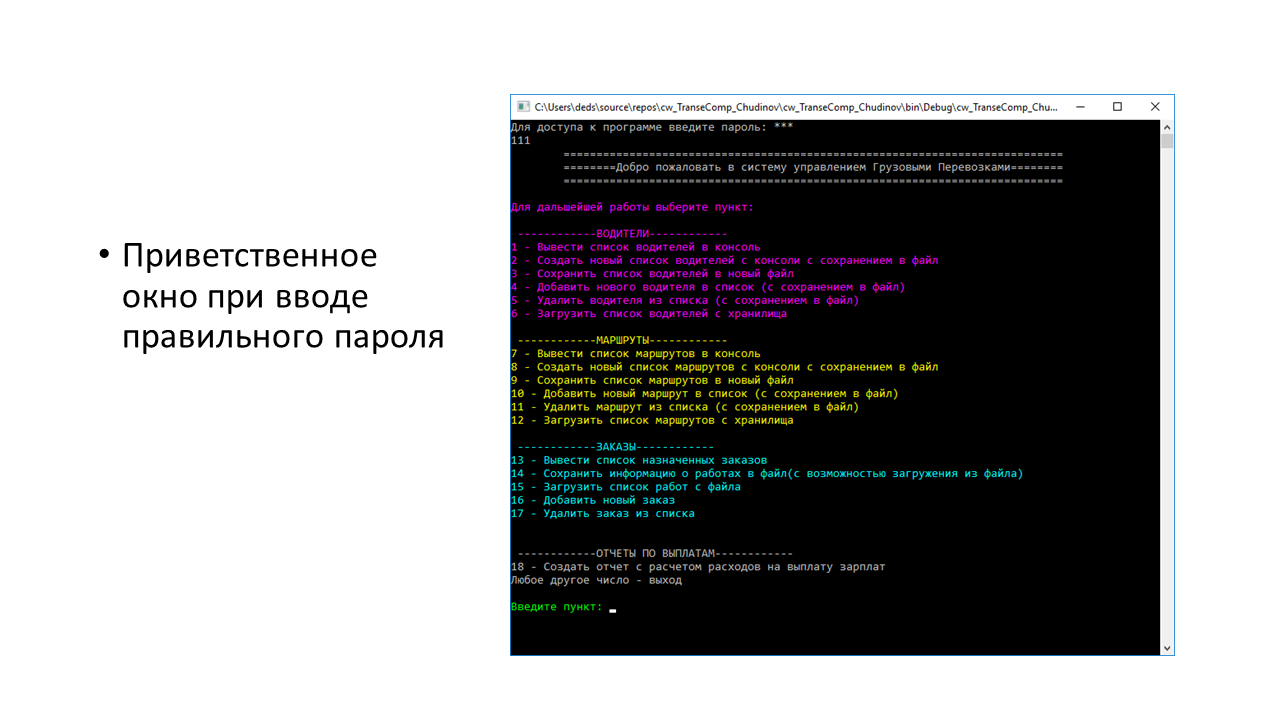 • Приветственное
окно при вводе
правильного пароля
C:\Users\deds\source\repos\cw_TranseComp_Chudinov\cw_TranseComp_Chudinov\bin\Debug\cw_TranseComp_Chu...
Для доступа к программе введите пароль: ***
111
============================================================================
========Добро пожаловать в систему управлением Грузовыми Перевозками========
============================================================================
Для дальшейшей работы выберите пункт:
------------ВОДИТЕЛИ------------
1 - Вывести список водителей в консоль
2 - Создать новый список водителей с консоли с сохранением в файл
3 - Сохранить список водителей в новый файл
4 - Добавить нового водителя в список (с сохранением в файл)
5 - Удалить водителя из списка (с сохранением в файл)
6 - Загрузить список водителей с хранилища
------------МАРШРУТЫ------------
7 - Вывести список маршрутов в консоль
8 - Создать новый список маршрутов с консоли с сохранением в файл
9 - Сохранить список маршрутов в новый файл
10 - Добавить новый маршрут в список (с сохранением в файл)
11 - Удалить маршрут из списка (с сохранением в файл)
12 - Загрузить список маршрутов с хранилища
------------ЗАКАЗЫ------------
13 - Вывести список назначенных заказов
14 - Сохранить информацию о работах в файл(с возможностью загружения из файла)
15 - Загрузить список работ с файла
16 - Добавить новый заказ
17 - Удалить заказ из списка
------------ОТЧЕТЫ ПО ВЫПЛАТАМ------------
18 - Создать отчет с расчетом расходов на выплату зарплат
Любое другое число - выход
Введите пункт: